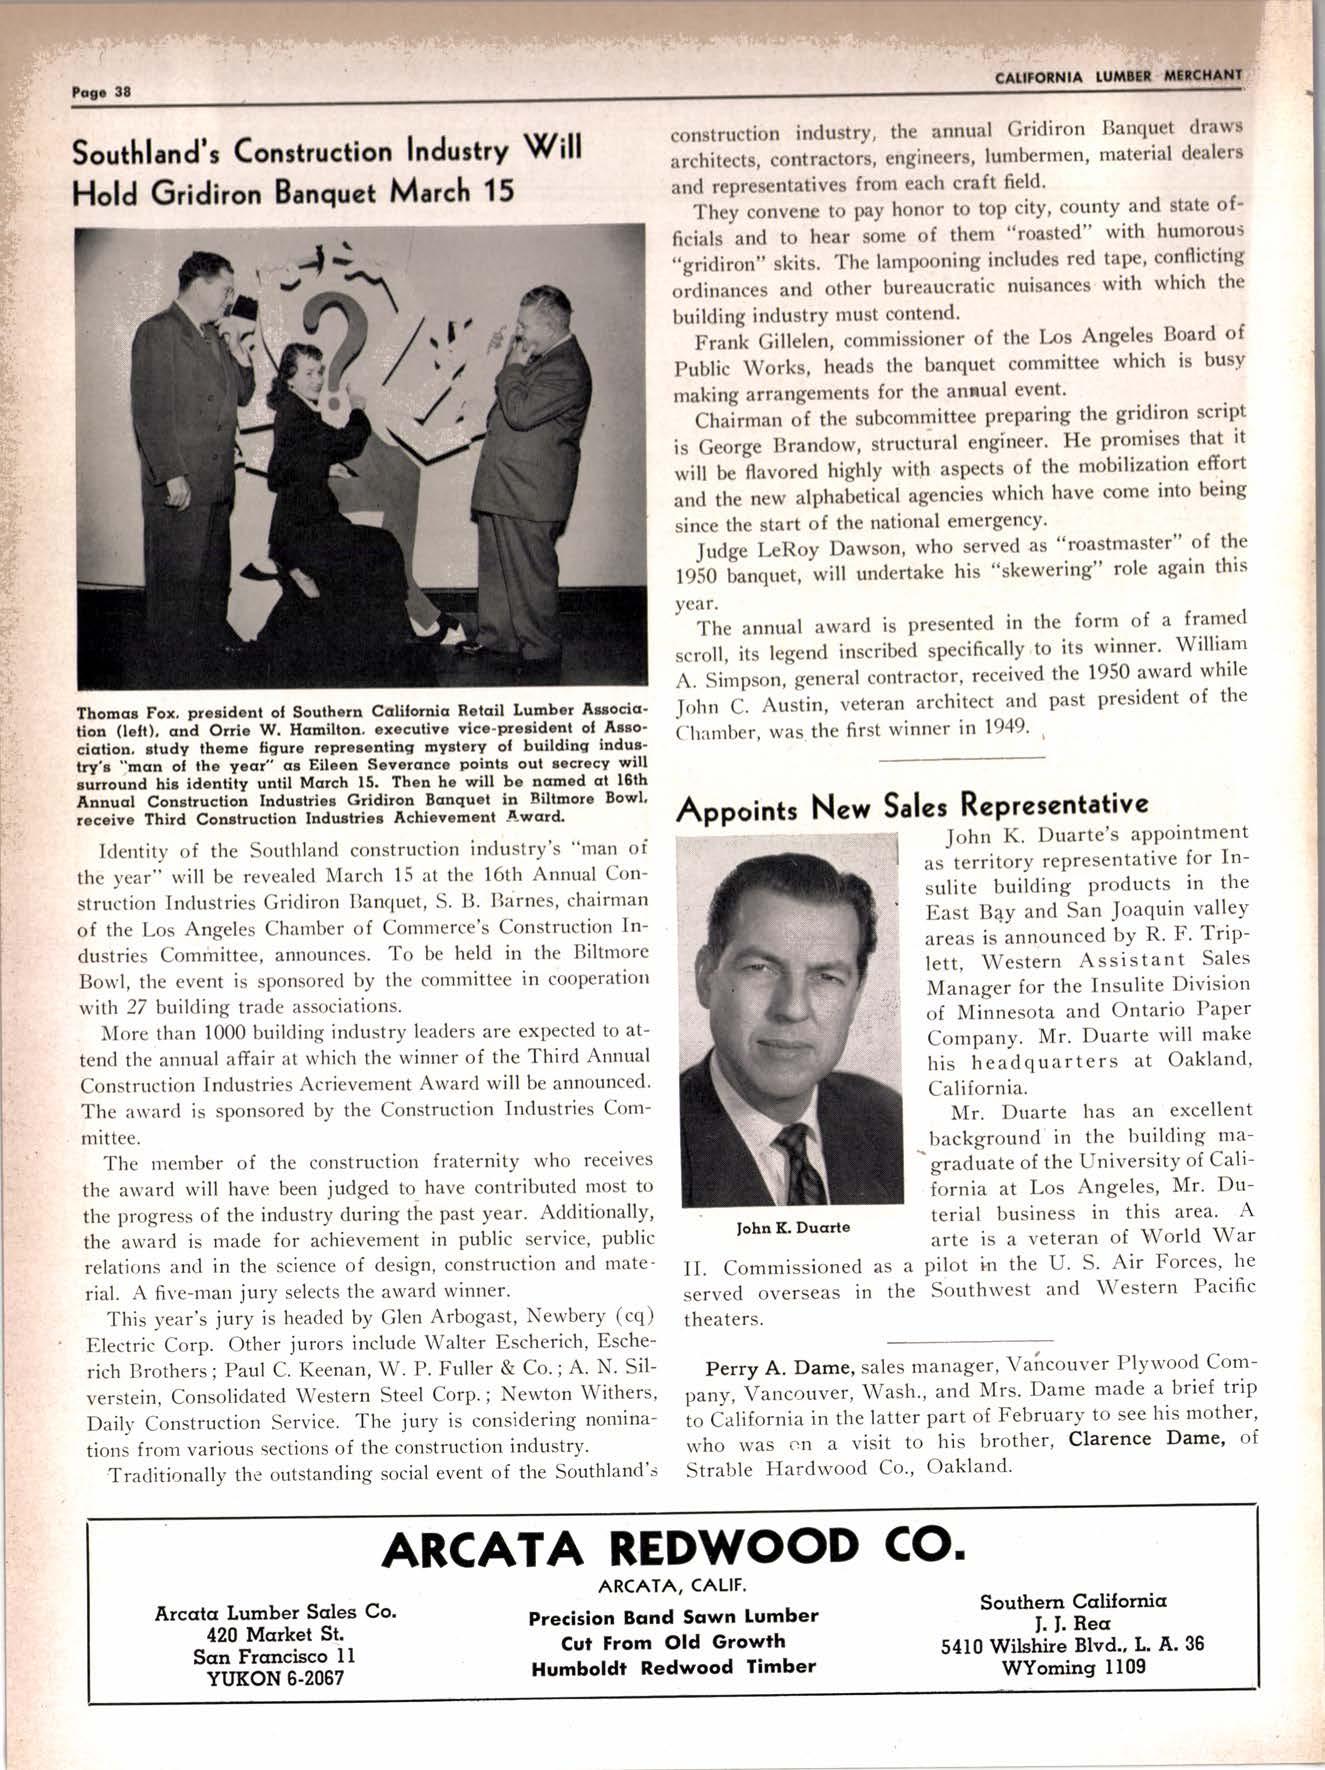 Page 38
CALIFORNIA LUMBER MERCHANT
Southland's Construction Industry Will
Hold Gridiron Banquet March 15
?
Thomas Fox, president of Southern California Retail Lumber Associa-
tion (left), and Orrie W. Hamilton, executive vice-president of Asso-
ciation, study theme figure representing mystery of building indus-
try's "man of the year" as Eileen Severance points out secrecy will
surround his identity until March 15. Then he will be named at 16th
Annual Construction Industries Gridiron Banquet in Biltmore Bowl,
receive Third Construction Industries Achievement Award.
Identity of the Southland construction industry's "man of
the year" will be revealed March 15 at the 16th Annual Con-
struction Industries Gridiron Banquet, S. B. Barnes, chairman
of the Los Angeles Chamber of Commerce's Construction In-
dustries Committee, announces. To be held in the Biltmore
Bowl, the event is sponsored by the committee in cooperation
with 27 building trade associations.
More than 1000 building industry leaders are expected to at-
tend the annual affair at which the winner of the Third Annual
Construction Industries Acrievement Award will be announced.
The award is sponsored by the Construction Industries Com-
mittee.
The member of the construction fraternity who receives
the award will have been judged to have contributed most to
the progress of the industry during the past year. Additionally,
the award is made for achievement in public service, public
relations and in the science of design, construction and mate-
rial. A five-man jury selects the award winner.
This year's jury is headed by Glen Arbogast, Newbery (cq)
Electric Corp. Other jurors include Walter Escherich, Esche-
rich Brothers; Paul C. Keenan, W. P. Fuller & Co.; A. N. Sil-
verstein, Consolidated Western Steel Corp.; Newton Withers,
Daily Construction Service. The jury is considering nomina-
tions from various sections of the construction industry.
Traditionally the outstanding social event of the Southland's
construction industry, the annual Gridiron Banquet draws
architects, contractors, engineers, lumbermen, material dealers
and representatives from each craft field.
They convene to pay honor to top city, county and state of-
ficials and to hear some of them "roasted" with humorous
"gridiron" skits. The lampooning includes red tape, conflicting
ordinances and other bureaucratic nuisances with which the
building industry must contend.
Frank Gillelen, commissioner of the Los Angeles Board of
Public Works, heads the banquet committee which is busy
making arrangements for the annual event.
Chairman of the subcommittee preparing the gridiron script
is George Brandow, structural engineer. He promises that it
will be flavored highly with aspects of the mobilization effort
and the new alphabetical agencies which have come into being
since the start of the national emergency.
Judge LeRoy Dawson, who served as "roastmaster" of the
1950 banquet, will undertake his "skewering" role again this
year.
The annual award is presented in the form of a framed
scroll, its legend inscribed specifically to its winner. William
A. Simpson, general contractor, received the 1950 award while
John C. Austin, veteran architect and past president of the
Chamber, was the first winner in 1949.
Appoints New Sales Representative
John K. Duarte's appointment
as territory representative for In-
sulite building products in the
East Bay and San Joaquin valley
areas is announced by R. F. Trip-
lett, Western Assistant Sales
Manager for the Insulite Division
of Minnesota and Ontario Paper
Company. Mr. Duarte will make
his headquarters at Oakland,
California.
Mr. Duarte has an excellent
background in the building ma-
graduate of the University of Cali-
fornia at Los Angeles, Mr. Du-
terial business in this area. A
arte is a veteran of World War
II. Commissioned as a pilot in the U. S. Air Forces, he
served overseas in the Southwest and Western Pacific
theaters.
John K. Duarte
Perry A. Dame, sales manager, Vancouver Plywood Com-
pany, Vancouver, Wash., and Mrs. Dame made a brief trip
to California in the latter part of February to see his mother,
who was on a visit to his brother, Clarence Dame, of
Strable Hardwood Co., Oakland.
ARCATA REDWOOD CO.
ARCATA, CALIF.
Arcata Lumber Sales Co.
420 Market St.
San Francisco 11
YUKON 6-2067
Precision Band Sawn Lumber
Cut From Old Growth
Humboldt Redwood Timber
Southern California
J. J. Rea
5410 Wilshire Blvd., L. A. 36
WYoming 1109